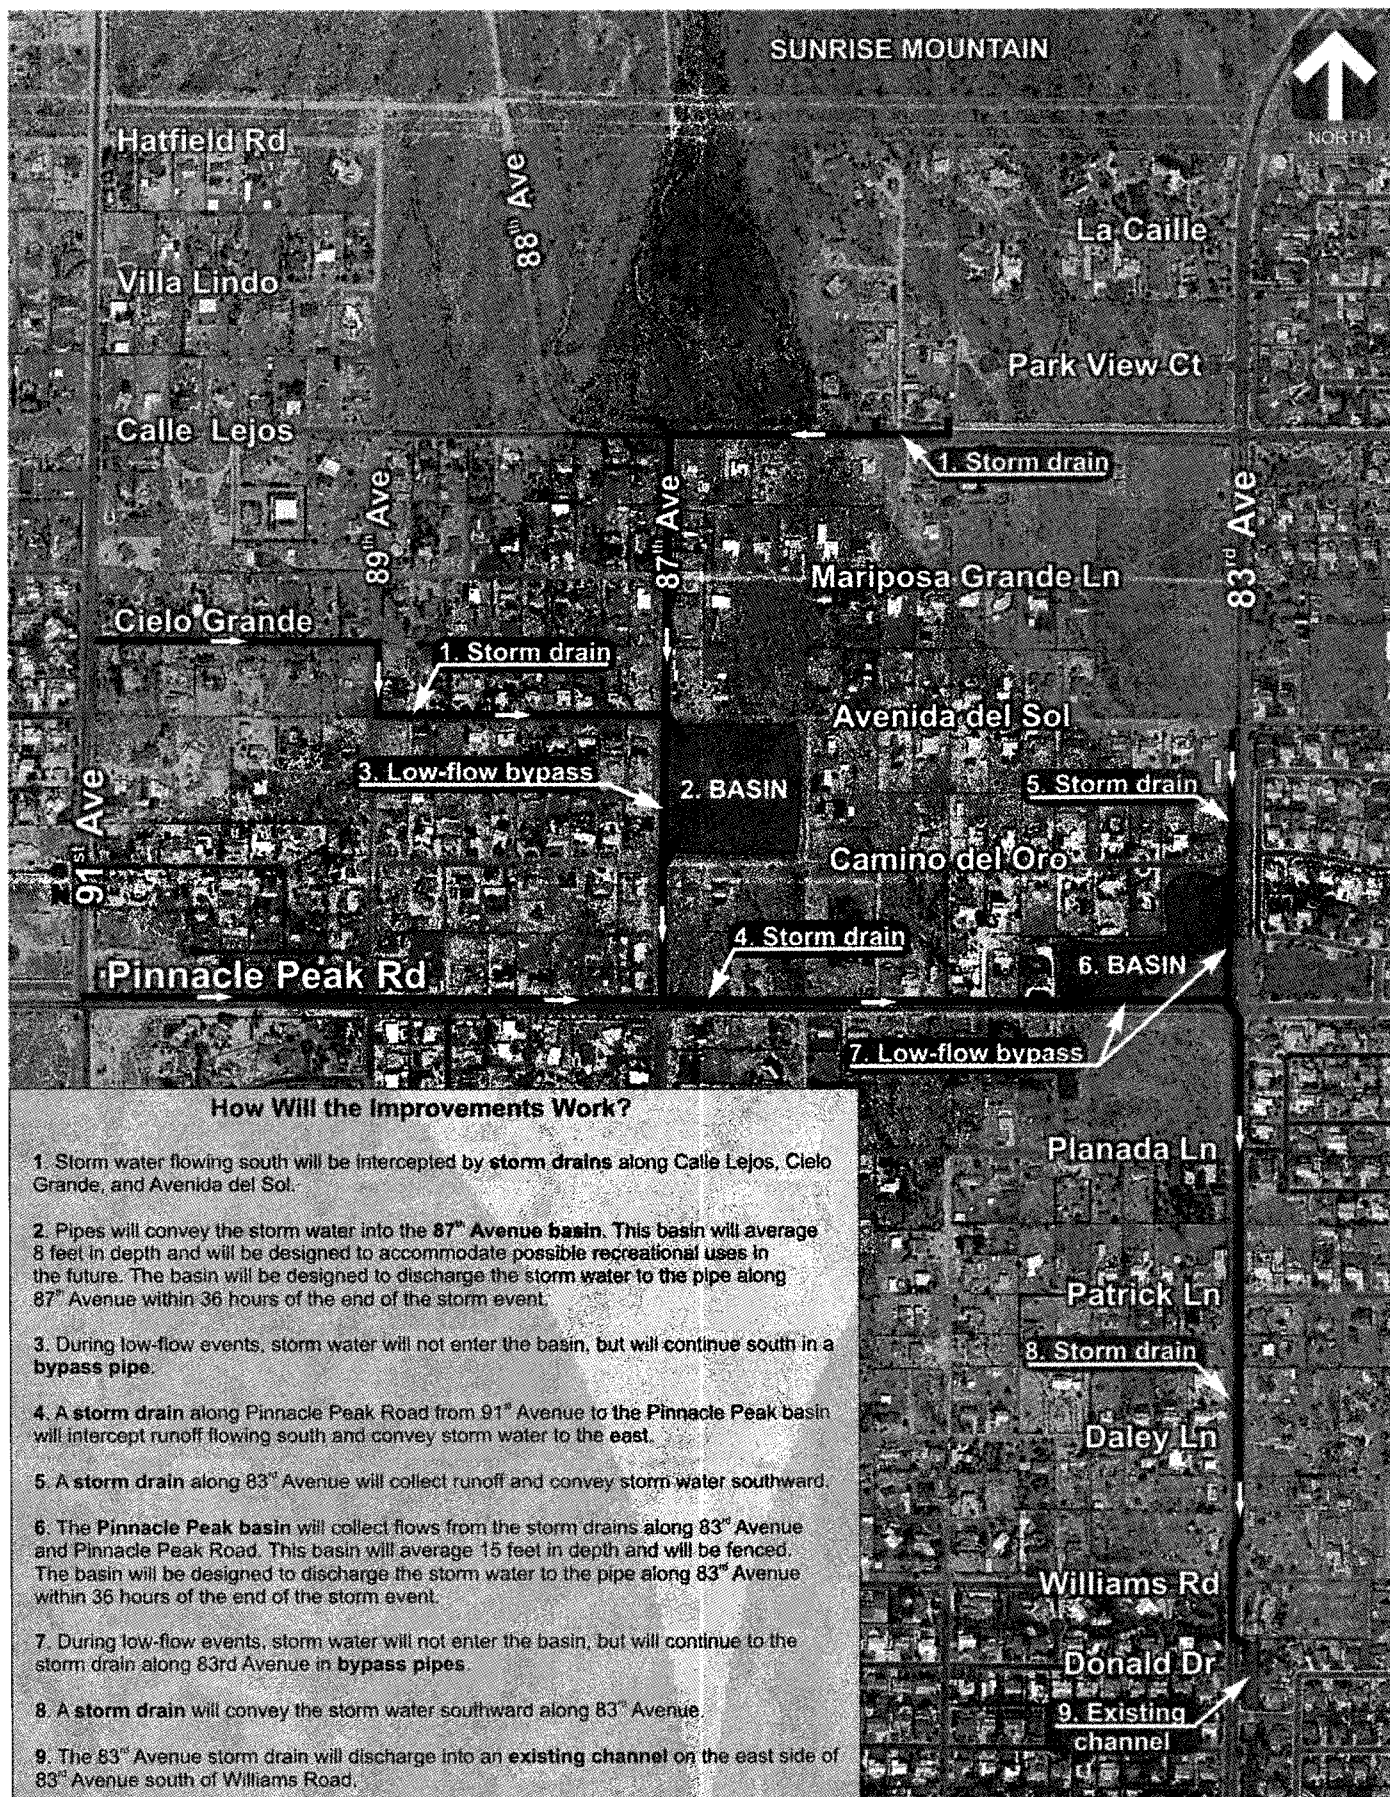 SUNRISE MOUNTAIN
NORTH
Hatfield Rd
88th Ave
La Caille
Villa Lindo
Park View Ct
Calle Lejos
1. Storm drain
89th Ave
87th Ave
83rd Ave
Mariposa Grande Ln
Cielo Grande
1. Storm drain
Avenida del Sol
3. Low-flow bypass
2. BASIN
5. Storm drain
91st Ave
Camino del Oro
4. Storm drain
6. BASIN
Pinnacle Peak Rd
7. Low-flow bypass
How Will the Improvements Work?
1. Storm water flowing south will be intercepted by storm drains along Calle Lejos, Cielo
Grande, and Avenida del Sol.
2. Pipes will convey the storm water into the 87th Avenue basin. This basin will average
8 feet in depth and will be designed to accommodate possible recreational uses in
the future. The basin will be designed to discharge the storm water to the pipe along
87th Avenue within 36 hours of the end of the storm event.
3. During low-flow events, storm water will not enter the basin, but will continue south in a
bypass pipe.
4. A storm drain along Pinnacle Peak Road from 91st Avenue to the Pinnacle Peak basin
will intercept runoff flowing south and convey storm water to the east.
5. A storm drain along 83rd Avenue will collect runoff and convey storm water southward.
6. The Pinnacle Peak basin will collect flows from the storm drains along 83rd Avenue
and Pinnacle Peak Road. This basin will average 15 feet in depth and will be fenced.
The basin will be designed to discharge the storm water to the pipe along 83rd Avenue
within 36 hours of the end of the storm event.
7. During low-flow events, storm water will not enter the basin, but will continue to the
storm drain along 83rd Avenue in bypass pipes.
8. A storm drain will convey the storm water southward along 83rd Avenue.
9. The 83rd Avenue storm drain will discharge into an existing channel on the east side of
83rd Avenue south of Williams Road.
Planada Ln
Patrick Ln
8. Storm drain
Daley Ln
Williams Rd
Donald Dr
9. Existing
channel